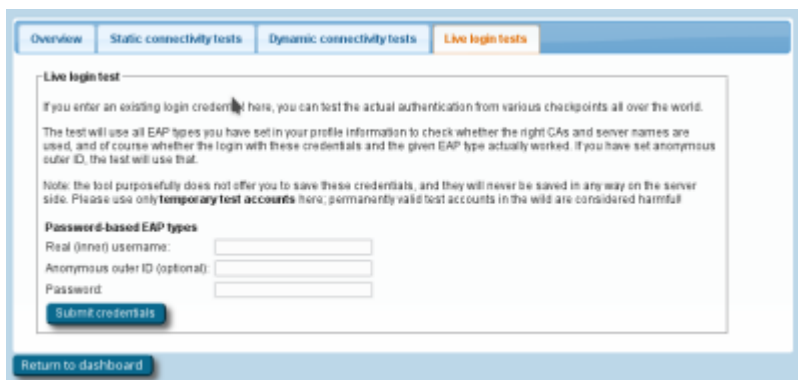 Overview Static connectivity tests Dynamic connectivity tests Live login tests
Live login test
If you enter an existing login credential here, you can test the actual authentication from various checkpoints all over the world.
The test will use all EAP types you have set in your profile information to check whether the right CAs and server names are
used, and of course whether the login with these credentials and the given EAP type actually worked. If you have set anonymous
outer ID, the test will use that.
Note: the tool purposefully does not offer you to save these credentials, and they will never be saved in any way on the server
side. Please use only temporary test accounts here; permanently valid test accounts in the wild are considered harmful!
Password-based EAP types
Real (inner) username:
Anonymous outer ID (optional):
Password:
Submit credentials
Return to dashboard